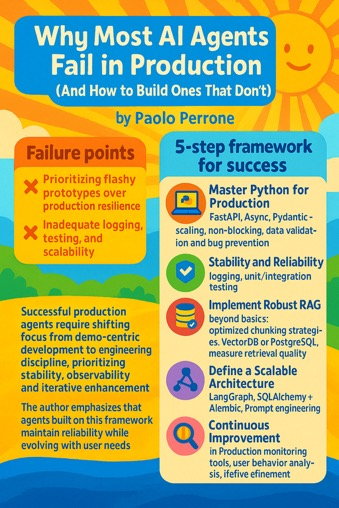 Why Most AI Agents
Fail in Production
(And How to Build Ones That Don't)
by Paolo Perrone
Failure points
Prioritizing flashy
prototypes over
production resilience
Inadequate logging,
testing, and
scalability
Successful production
agents require shifting
focus from demo-centric
development to engineering
discipline, prioritizing
stability, observability
and iterative enhancement
The author emphasizes that
agents built on this framework
maintain reliability while
evolving with user needs
5-step framework
for success
Master Python for
Production
FastAPI, Async, Pydantic -
scaling, non-blocking, data validat-
ion and bug prevention
Stability and Reliability
logging, unit/integration
testing
Implement Robust RAG
beyond basics:
optimized chunking strategi-
es. VectorDB or PostgreSQL,
measure retrieval quality
Define a Scalable
Architecture
LangGraph, SQLAlchemy +
Alembic, Prompt engineering
Continuous
Improvement
in Production monitoring
tools, user behavior analy-
sis, ifefive efinement